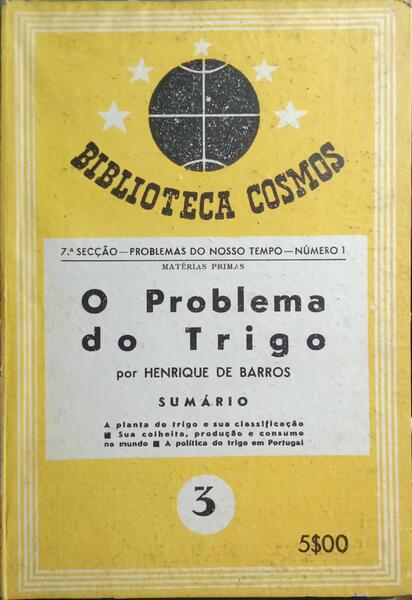 BIBLIOTECA COSMOS
7.ª SECÇÃO—PROBLEMAS DO NOSSO TEMPO—NÚMERO 1
MATÉRIAS PRIMAS
O Problema
do Trigo
por HENRIQUE DE BARROS
SUMÁRIO
A planta do trigo e sua classificação
■ Sua colheita, produção e consumo
no mundo ■ A política do trigo em Portugal
3
5$00